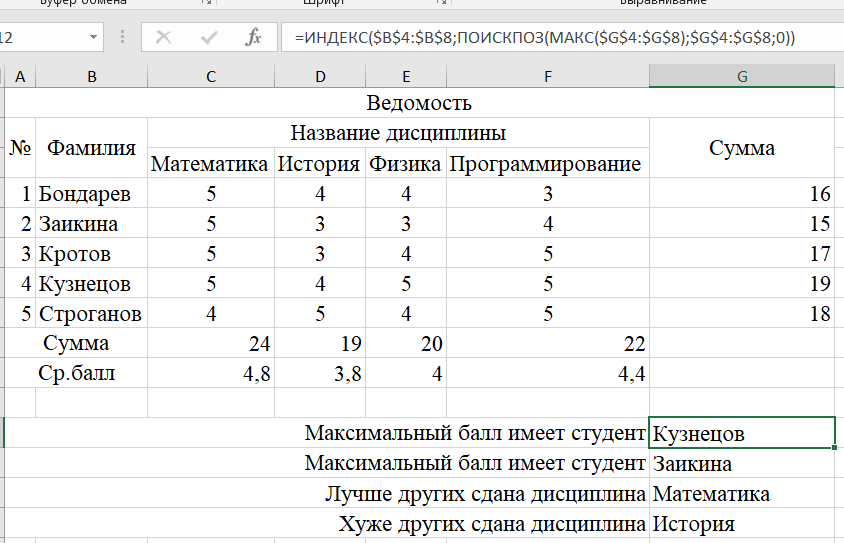 Буфер обмена Шрифт Выравнивание
12 fx =ИНДЕКС($B$4:$B$8;ПОИСКПОЗ(МАКС($G$4:$G$8);$G$4:$G$8;0))
A B C D E F G
Ведомость
№ Фамилия Название дисциплины Сумма
Математика История Физика Программирование
1 Бондарев 5 4 4 3 16
2 Заикина 5 3 3 4 15
3 Кротов 5 3 4 5 17
4 Кузнецов 5 4 5 5 19
5 Строганов 4 5 4 5 18
Сумма 24 19 20 22
Ср.балл 4,8 3,8 4 4,4
Максимальный балл имеет студент Кузнецов
Максимальный балл имеет студент Заикина
Лучше других сдана дисциплина Математика
Хуже других сдана дисциплина История